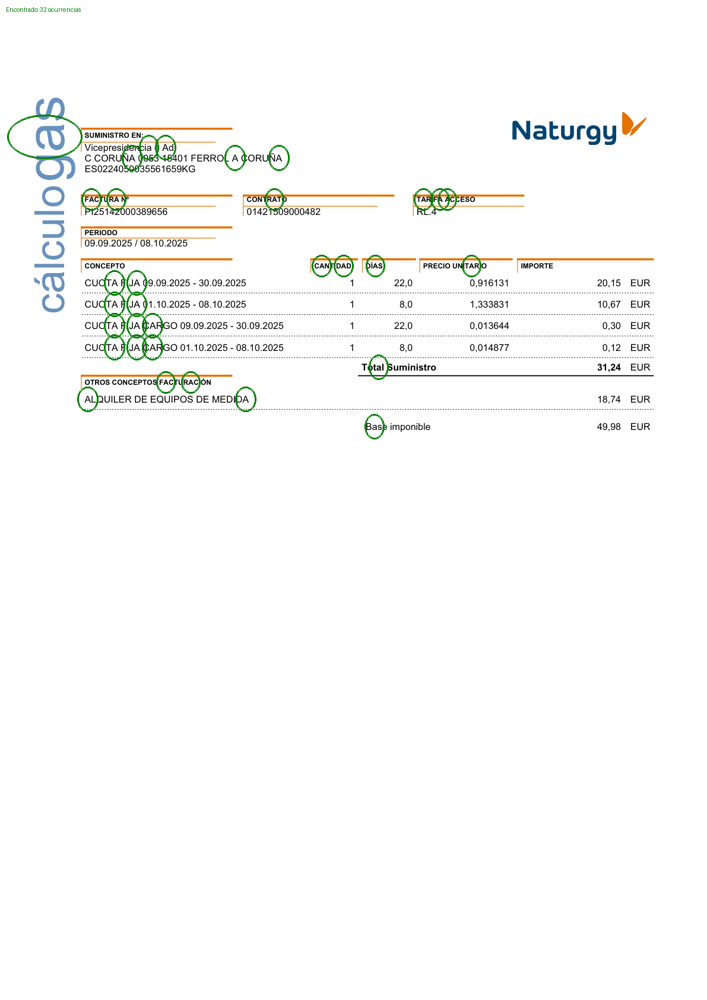 Encontrado: 32 ocurrencias
cálculogas
Naturgy
SUMINISTRO EN:
Vicepresidencia Ad
C CORUÑA 0053 15401 FERROL A CORUÑA
ES0224050035561659KG
FACTURA Nº CONTRATO TARIFA ACCESO
PI25142000389656 01421509000482 RL.4
PERIODO
09.09.2025 / 08.10.2025
CONCEPTO CANTIDAD DÍAS PRECIO UNITARIO IMPORTE
CUOTA FIJA 09.09.2025 - 30.09.2025 1 22,0 0,916131 20,15 EUR
CUOTA FIJA 01.10.2025 - 08.10.2025 1 8,0 1,333831 10,67 EUR
CUOTA FIJA CARGO 09.09.2025 - 30.09.2025 1 22,0 0,013644 0,30 EUR
CUOTA FIJA CARGO 01.10.2025 - 08.10.2025 1 8,0 0,014877 0,12 EUR
Total Suministro 31,24 EUR
OTROS CONCEPTOS FACTURACIÓN
ALQUILER DE EQUIPOS DE MEDIDA 18,74 EUR
Base imponible 49,98 EUR